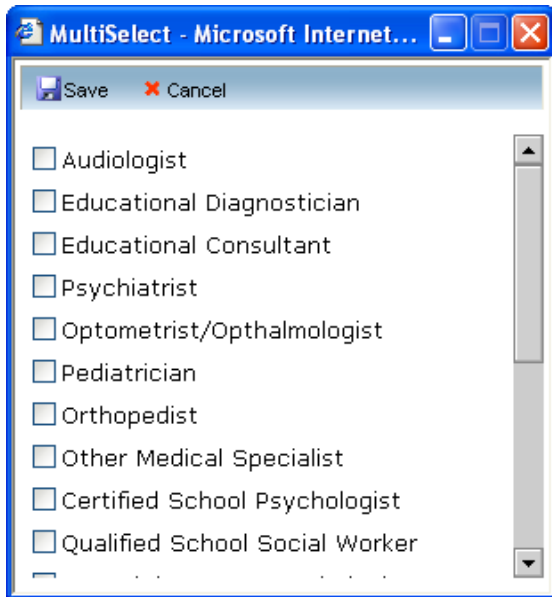 MultiSelect - Microsoft Internet...
Save Cancel
Audiologist
Educational Diagnostician
Educational Consultant
Psychiatrist
Optometrist/Opthalmologist
Pediatrician
Orthopedist
Other Medical Specialist
Certified School Psychologist
Qualified School Social Worker